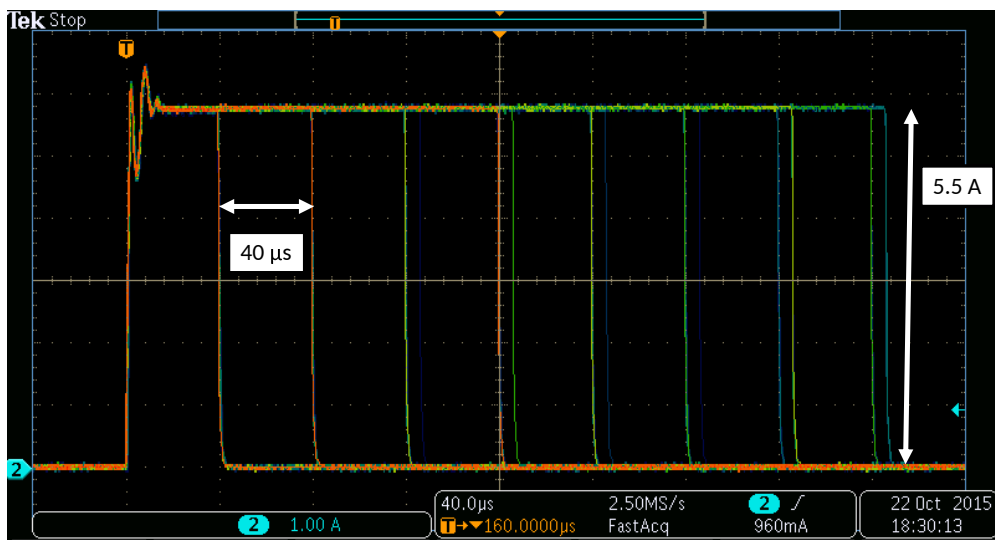 Tek Stop
T
T
5.5 A
40 µs
2
40.0µs 2.50MS/s 2 22 Oct 2015
2 1.00 A T→▼160.0000µs FastAcq 960mA 18:30:13